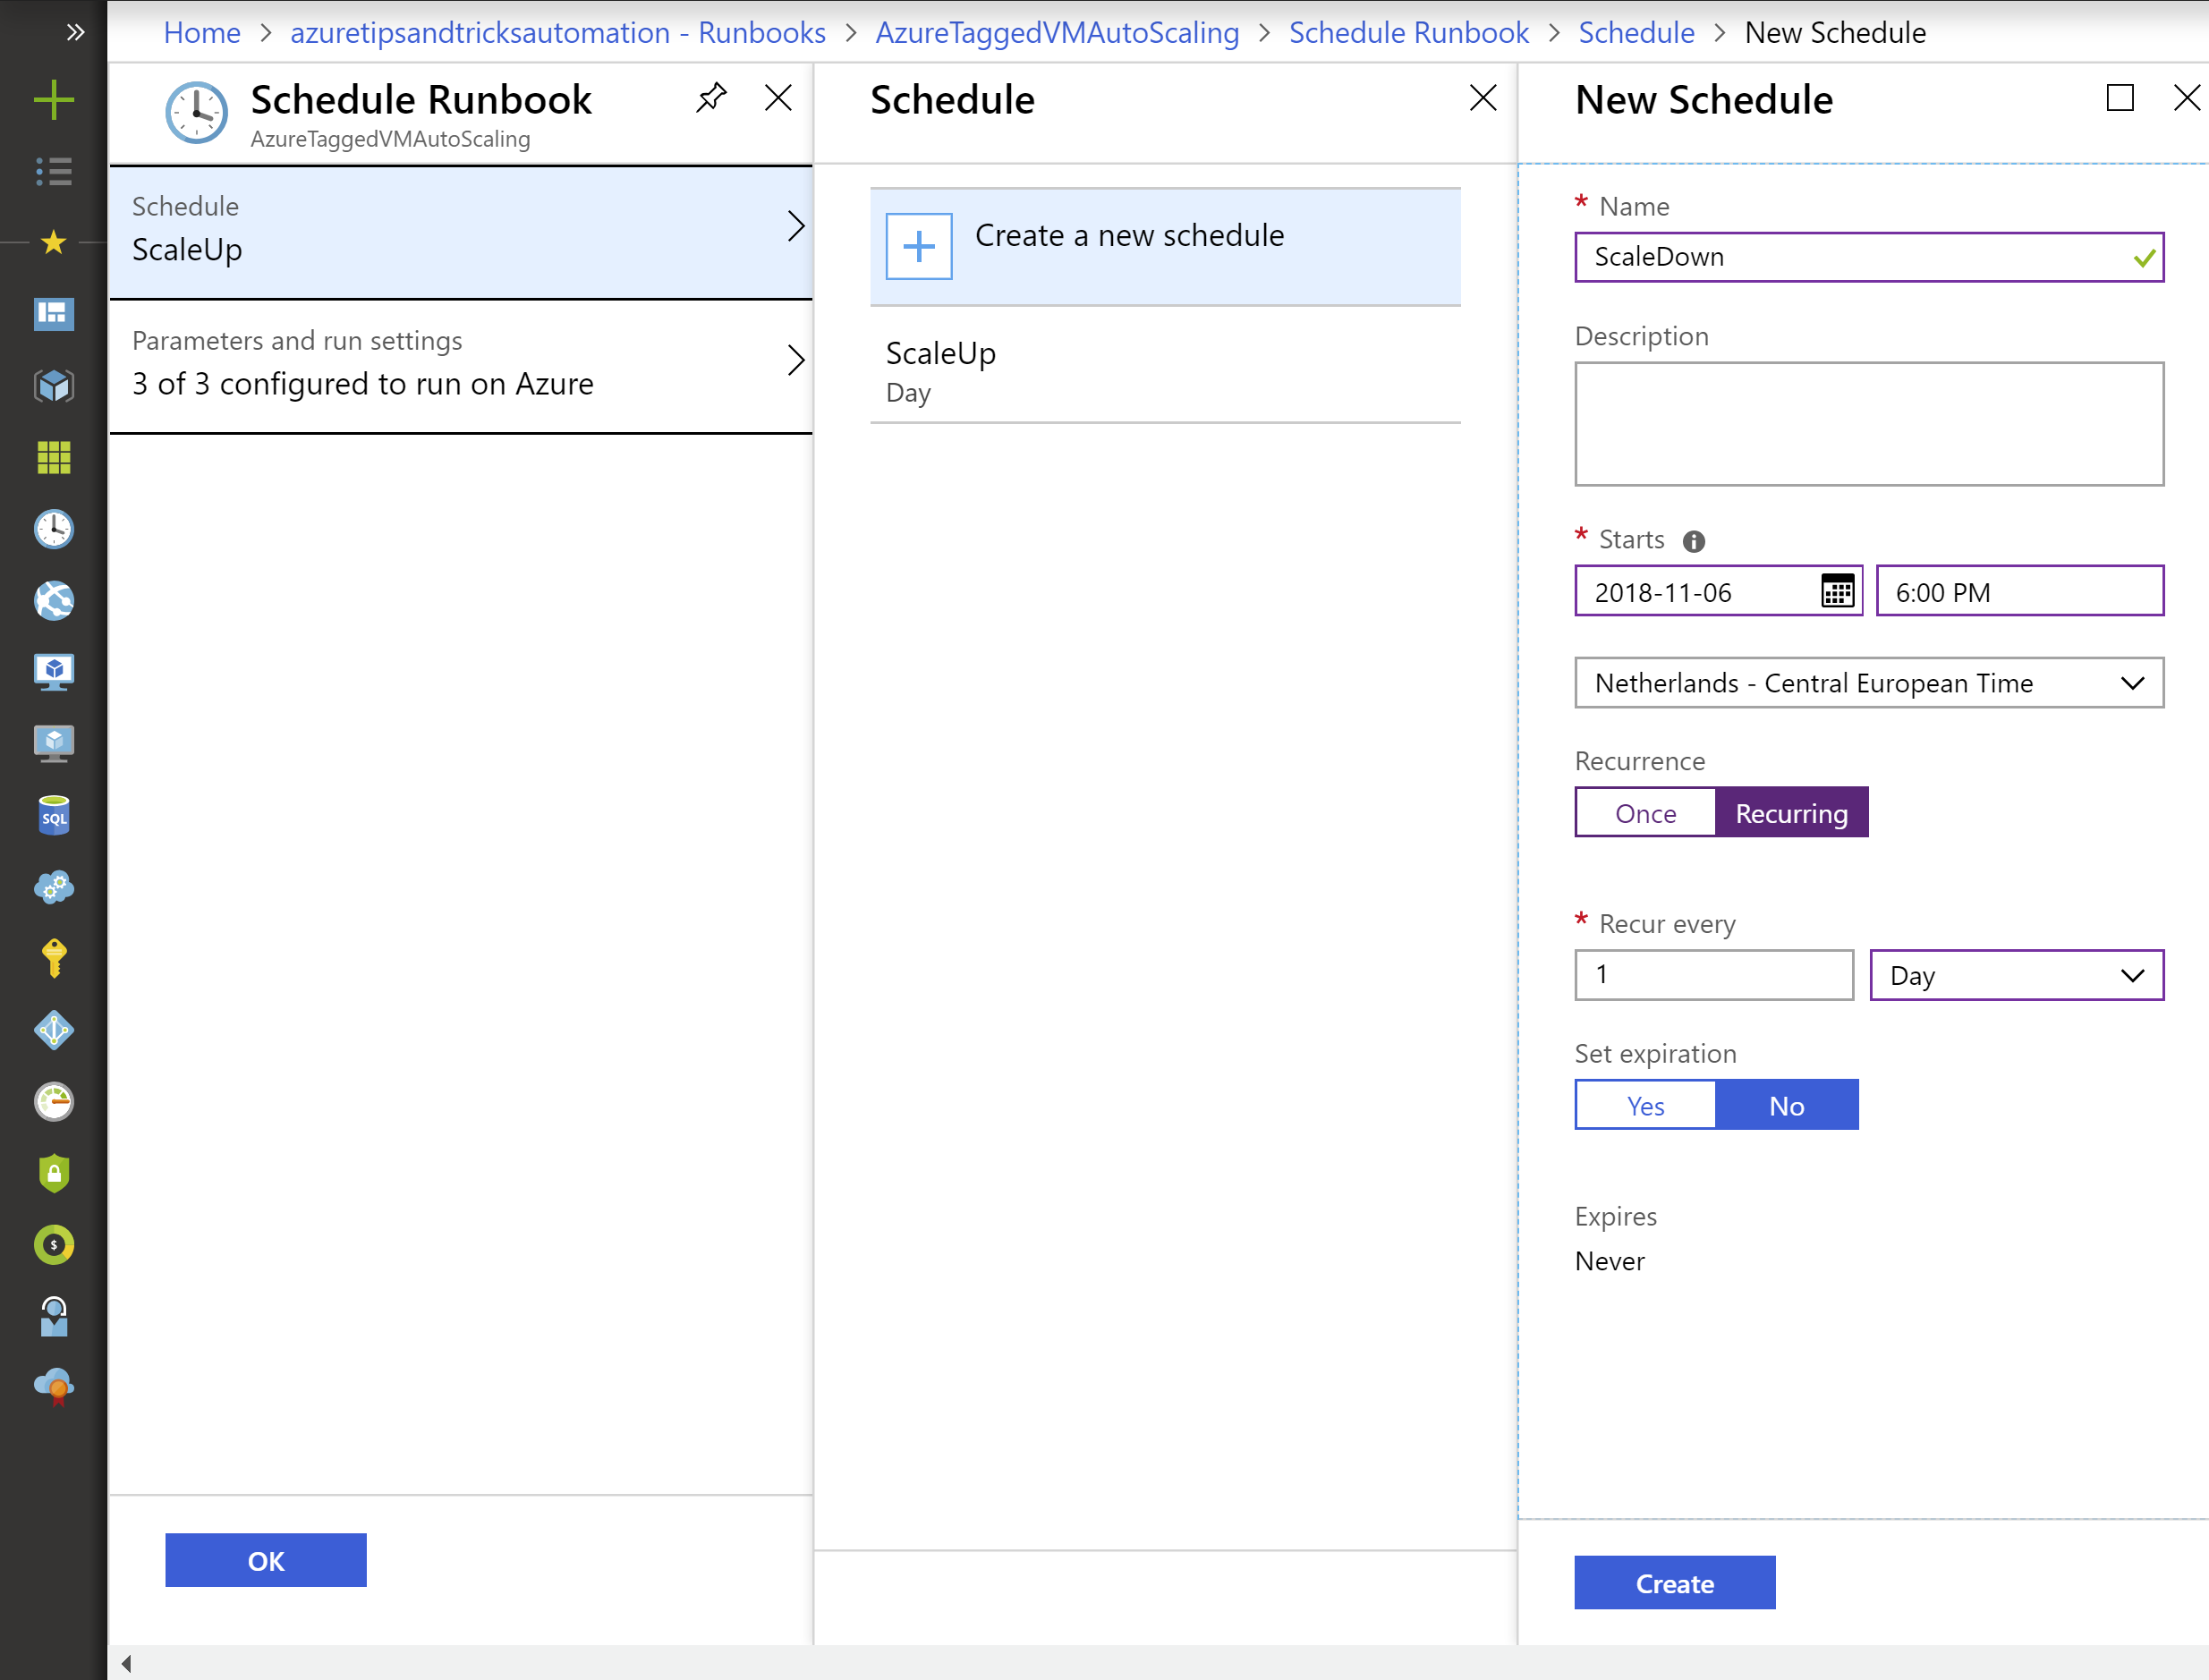 Home > azuretipsandtricksautomation - Runbooks > AzureTaggedVMAutoScaling > Schedule Runbook > Schedule > New Schedule
Schedule Runbook
AzureTaggedVMAutoScaling
Schedule
ScaleUp
Parameters and run settings
3 of 3 configured to run on Azure
OK
Schedule
Create a new schedule
ScaleUp
Day
New Schedule
* Name
ScaleDown
Description
* Starts
2018-11-06 6:00 PM
Netherlands - Central European Time
Recurrence
Once Recurring
* Recur every
1 Day
Set expiration
Yes No
Expires
Never
Create
SQL
$